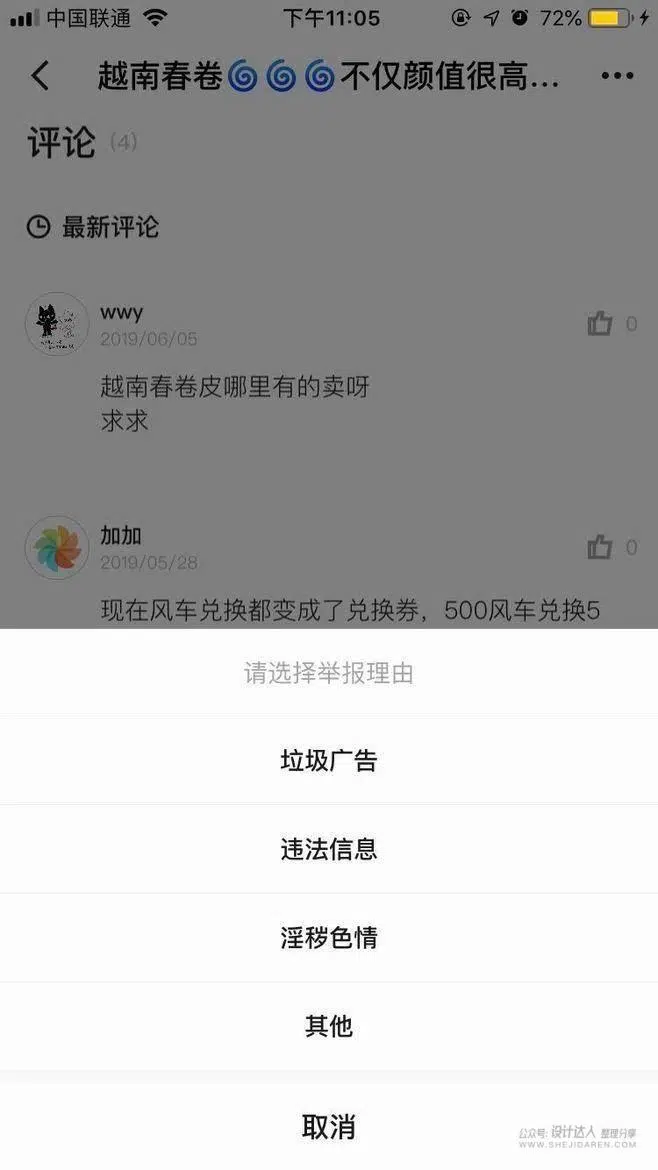 中国联通 下午11:05 72%
越南春卷🌀🌀🌀不仅颜值很高...
评论 (4)
最新评论
wwy
2019/06/05
0
越南春卷皮哪里有的卖呀
求求
加加
2019/05/28
0
现在风车兑换都变成了兑换券，500风车兑换5
请选择举报理由
垃圾广告
违法信息
淫秽色情
其他
取消
公众号: 设计达人 整理分享
WWW.SHEJIDAREN.COM